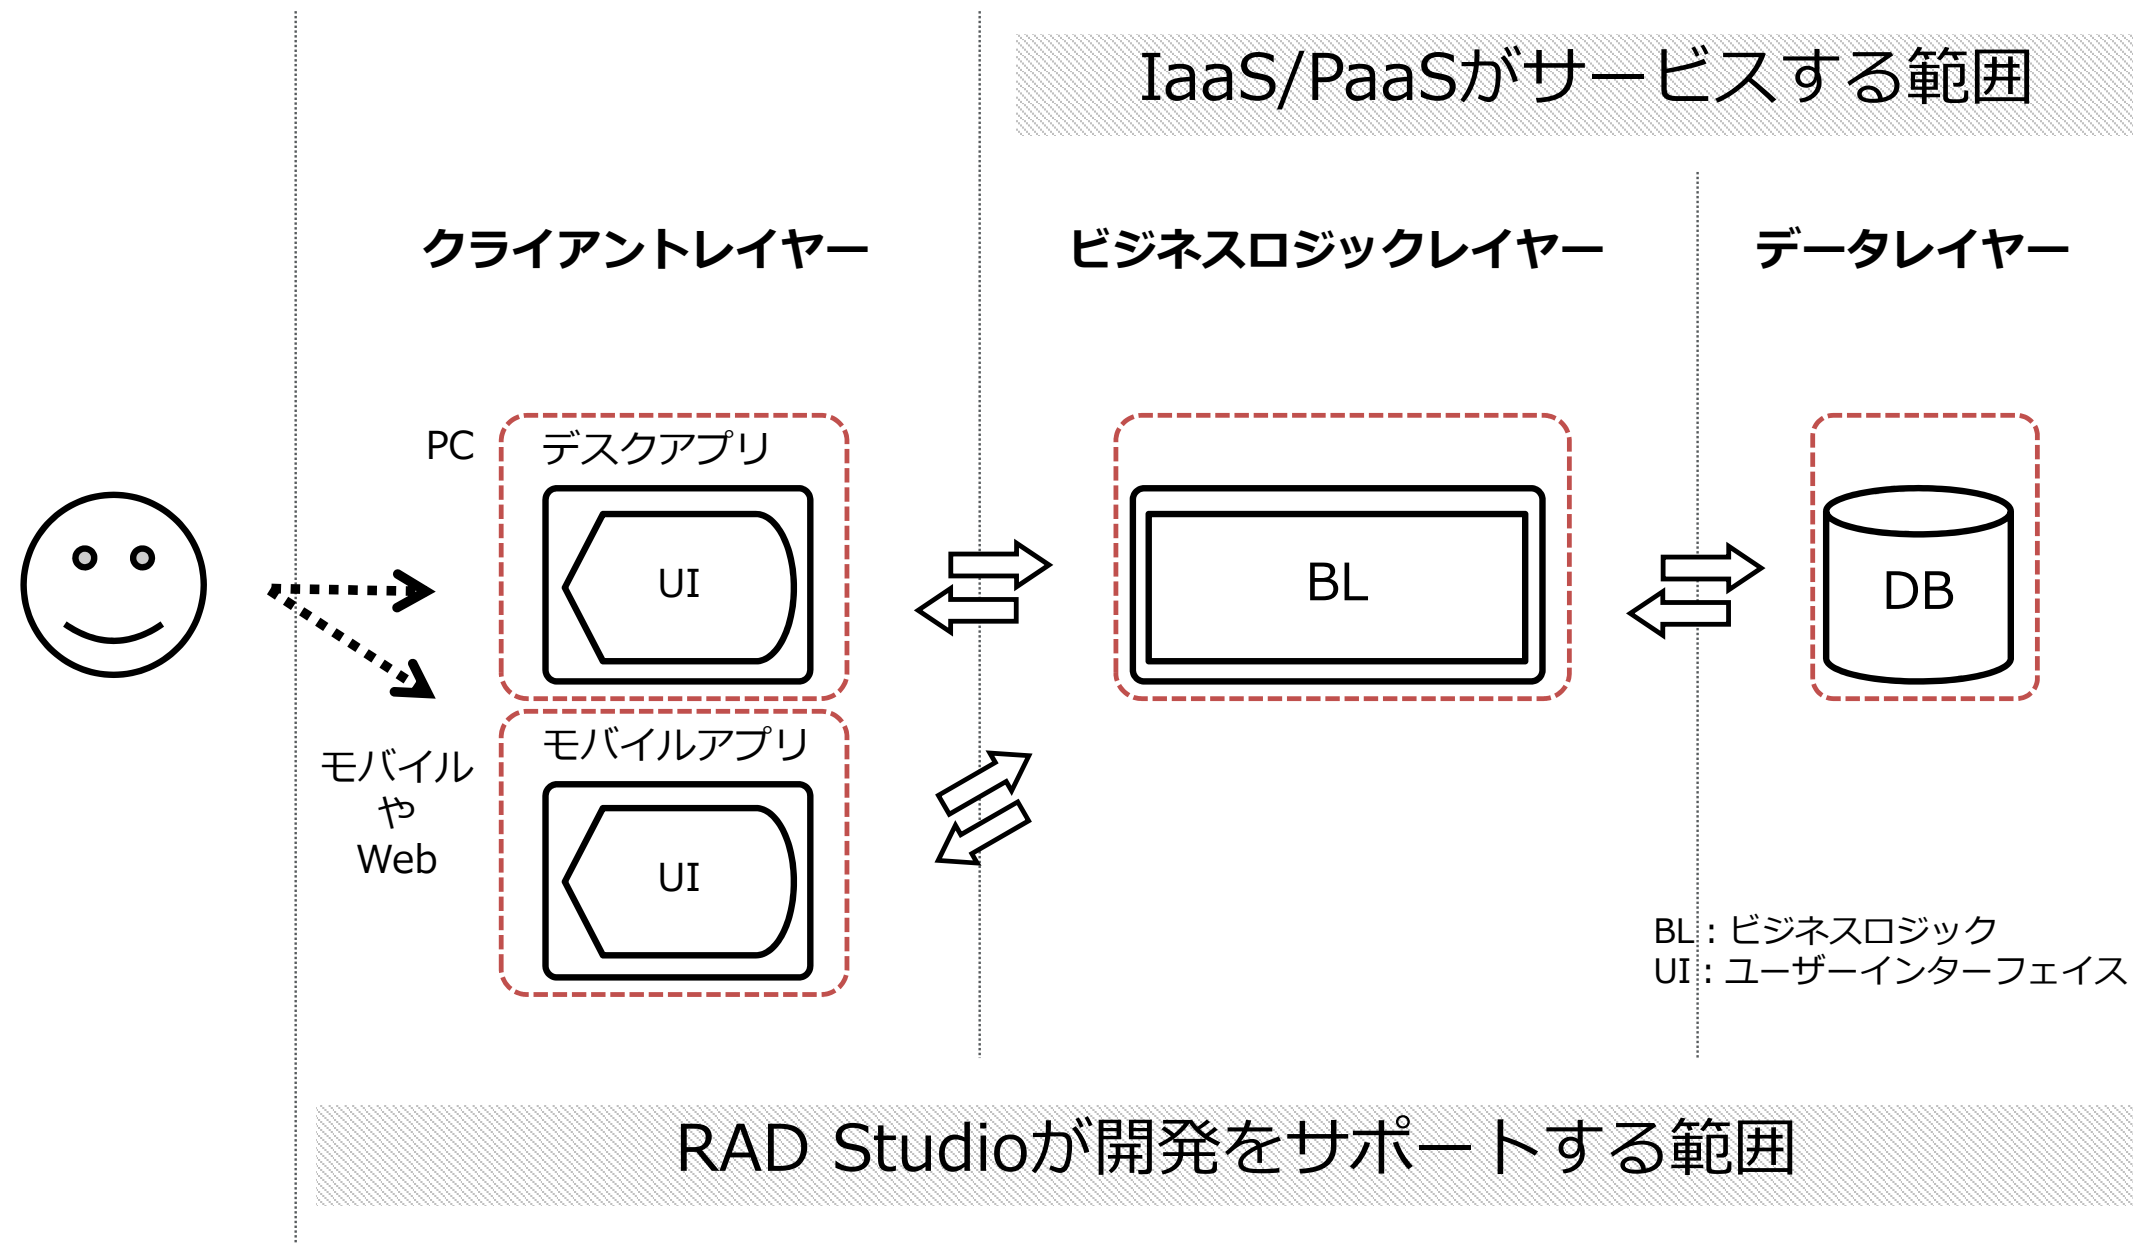 IaaS/PaaSがサービスする範囲
クライアントレイヤー
ビジネスロジックレイヤー
データレイヤー
PC
デスクアプリ
UI
BL
DB
モバイルアプリ
モバイル
や
Web
UI
BL：ビジネスロジック
UI：ユーザーインターフェイス
RAD Studioが開発をサポートする範囲